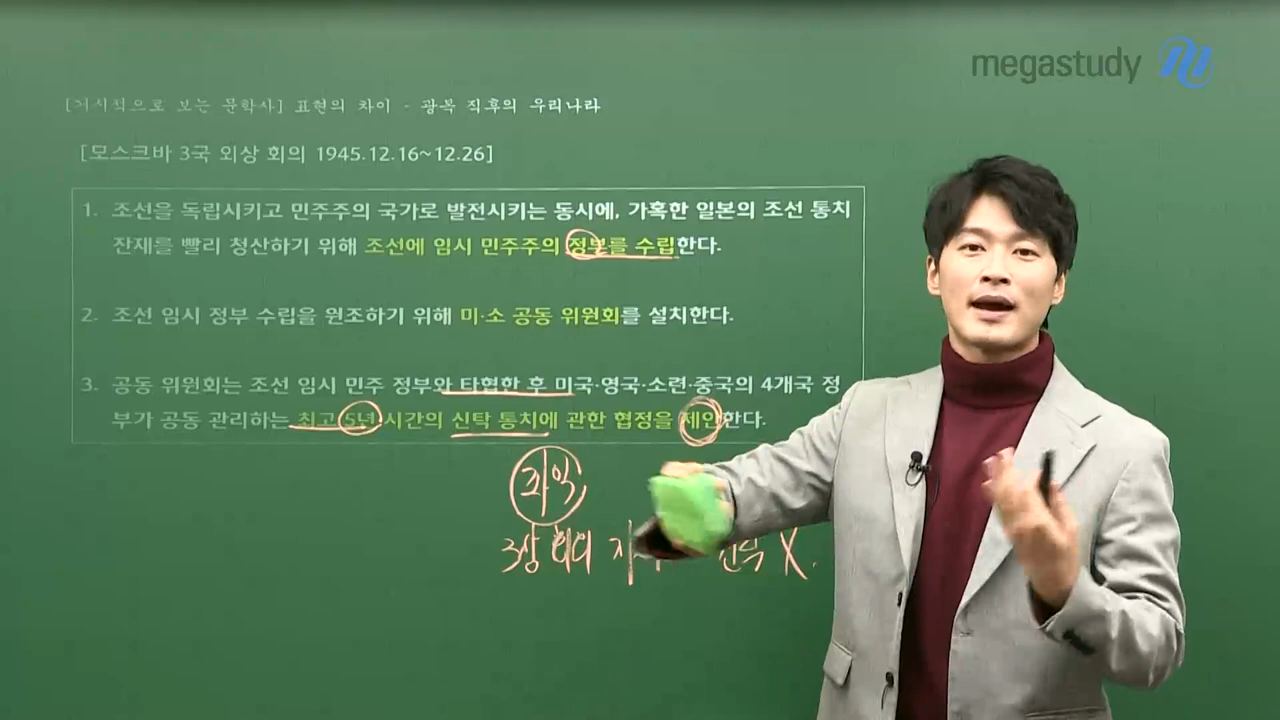 megastudy
[거시적으로 보는 문학사] 표현의 차이 - 광복 직후의 우리나라
[모스크바 3국 외상 회의 1945.12.16~12.26]
1. 조선을 독립시키고 민주주의 국가로 발전시키는 동시에, 가혹한 일본의 조선 통치
잔재를 빨리 청산하기 위해 조선에 임시 민주주의 정부를 수립한다.
2. 조선 임시 정부 수립을 원조하기 위해 미·소 공동 위원회를 설치한다.
3. 공동 위원회는 조선 임시 민주 정부와 타협한 후 미국·영국·소련·중국의 4개국 정
부가 공동 관리하는 최고 5년 시간의 신탁 통치에 관한 협정을 제안한다.
좌익
3상 회의 X.